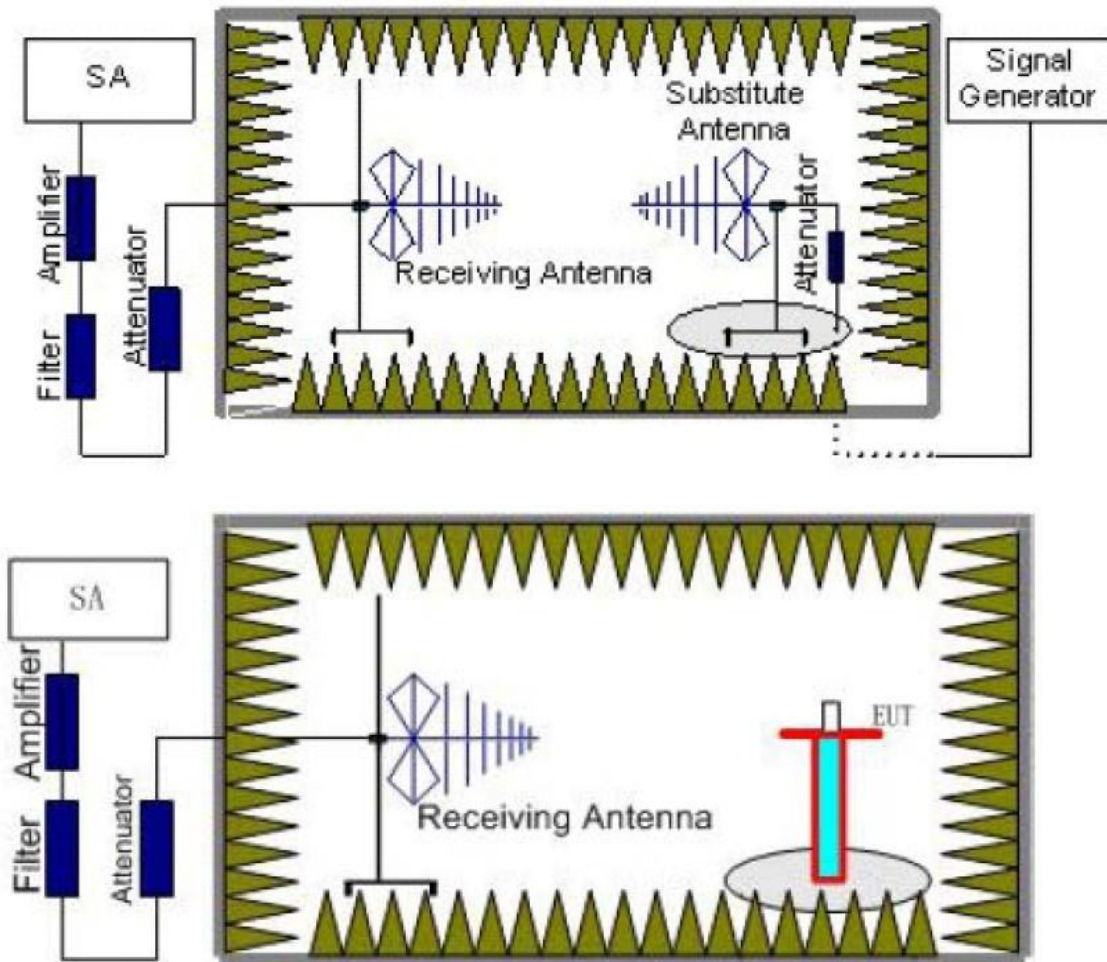 SA
Signal
Generator
Substitute
Antenna
Amplifier
Attenuator
Attenuator
Receiving Antenna
Filter
SA
EUT
Amplifier
Receiving Antenna
Attenuator
Filter